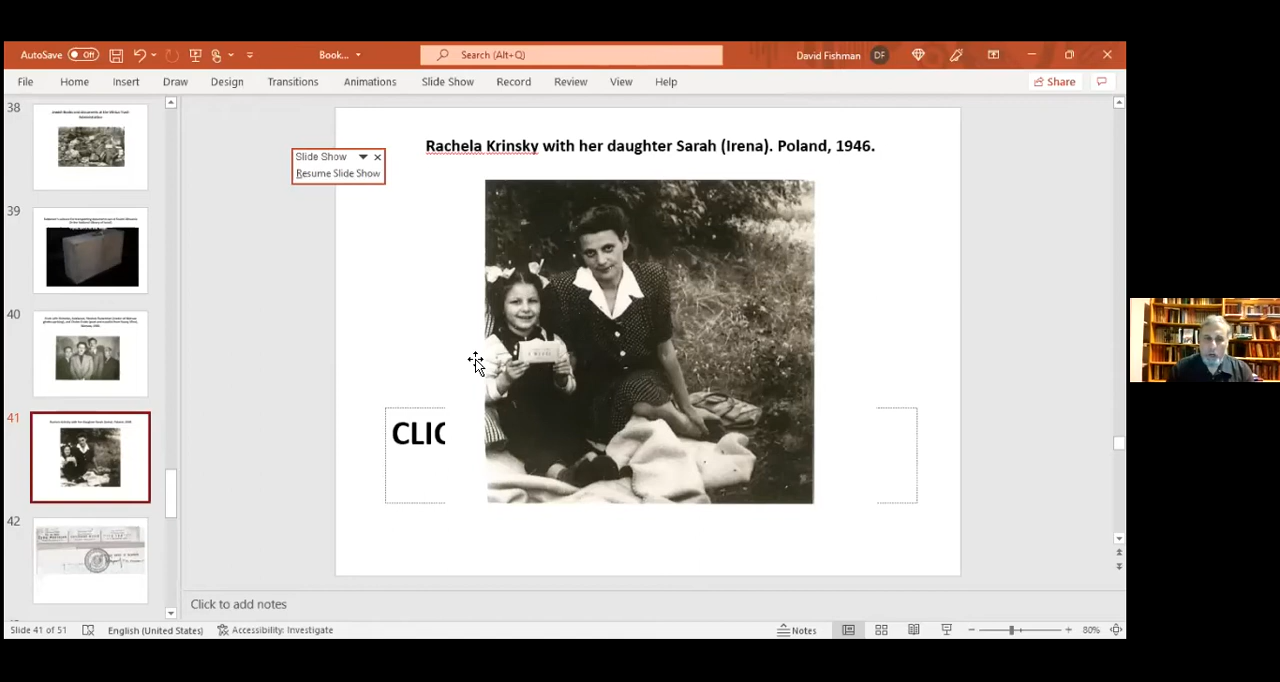 AutoSave Off Book... Search (Alt+Q) David Fishman DF
File Home Insert Draw Design Transitions Animations Slide Show Record Review View Help Share
38
39
40
41
42
Slide Show
Resume Slide Show
Rachela Krinsky with her daughter Sarah (Irena). Poland, 1946.
CLIC
Click to add notes
Slide 41 of 51 English (United States) Accessibility: Investigate Notes 80%